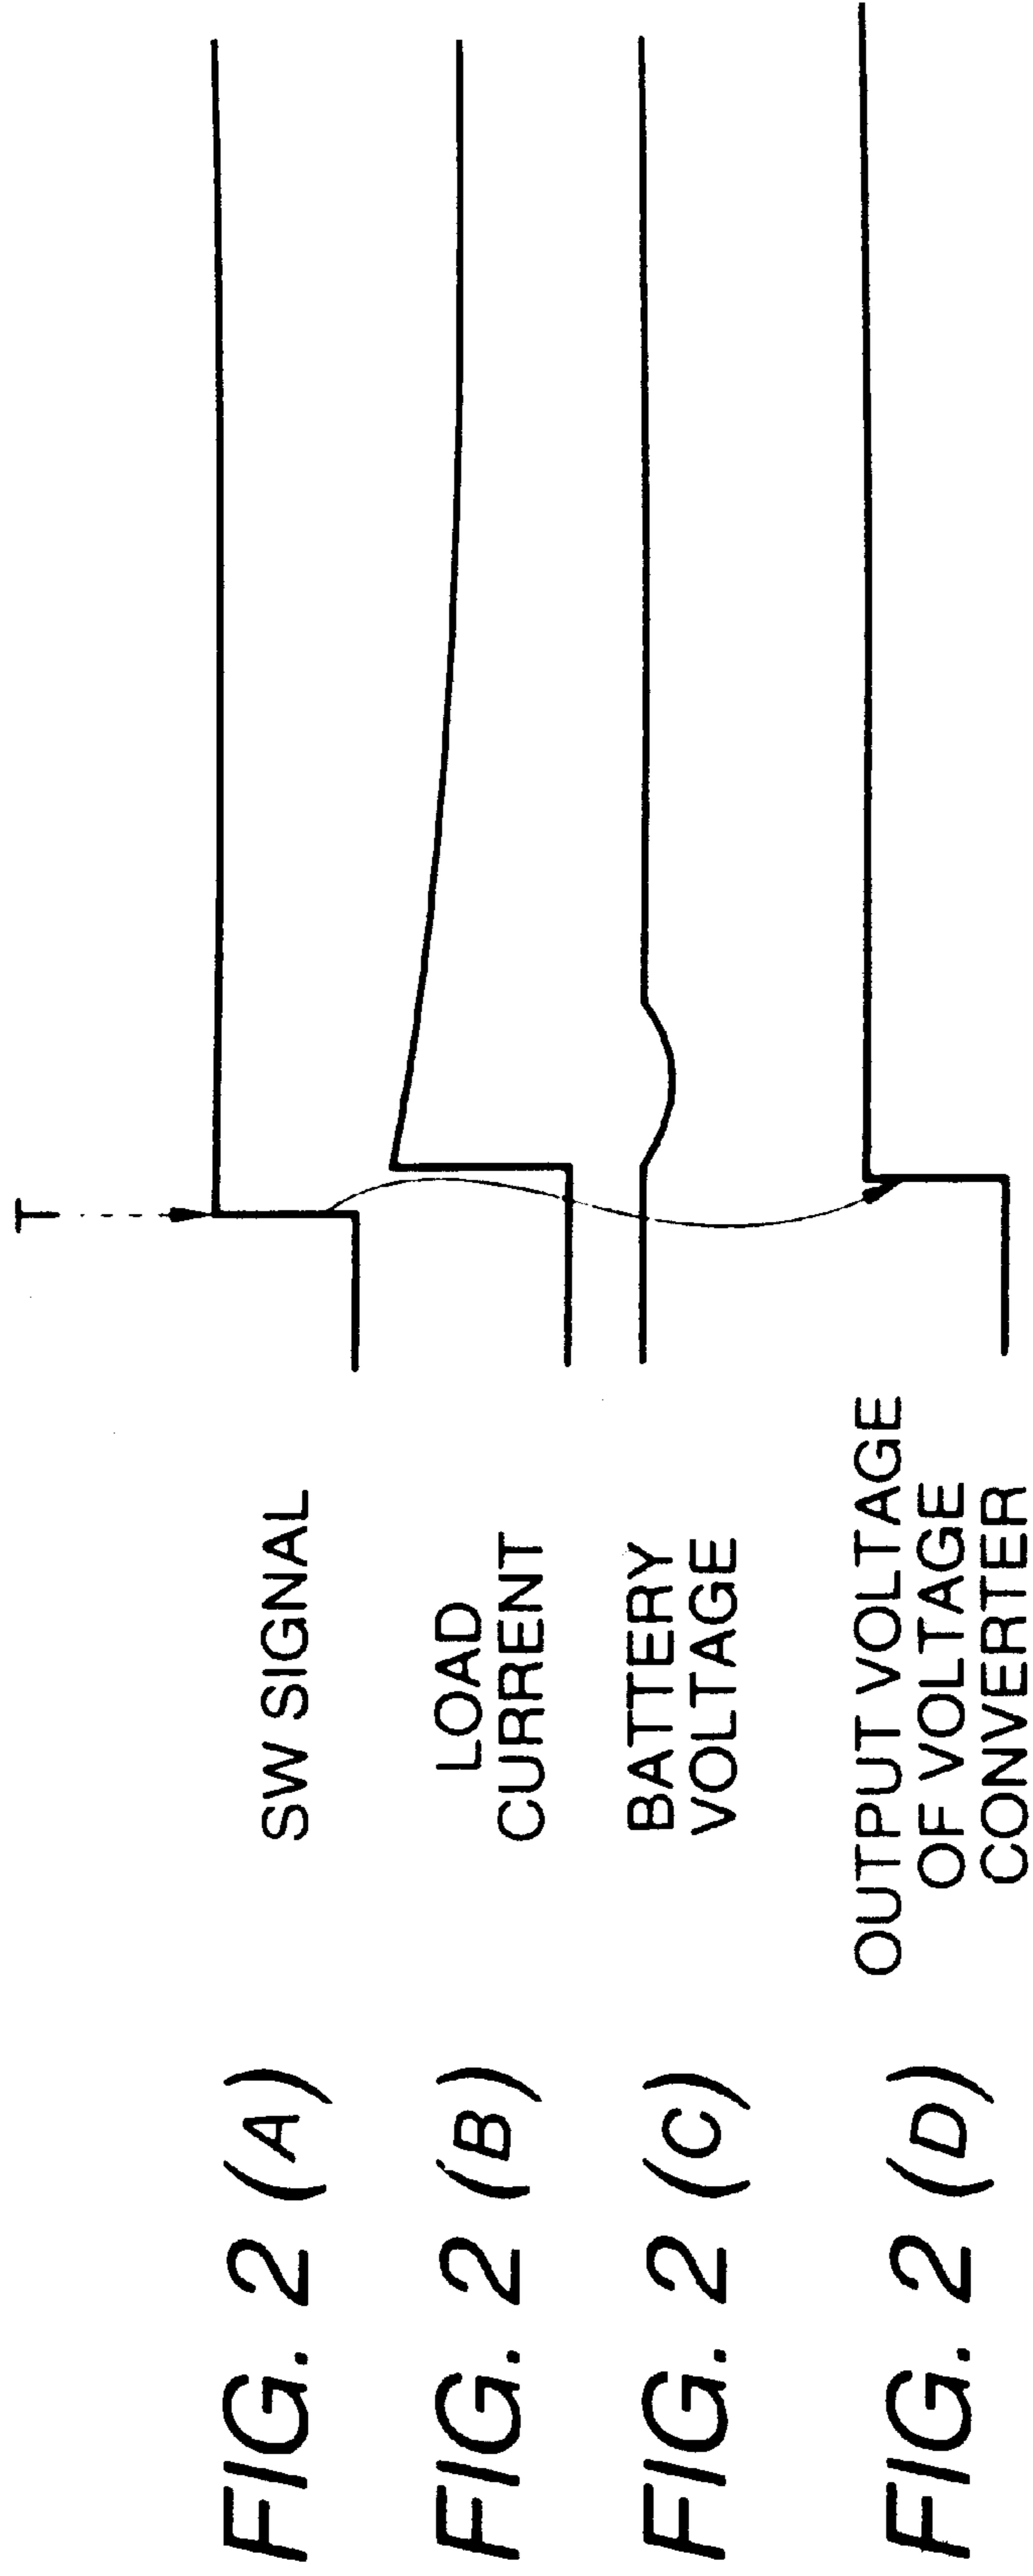 T
FIG. 2 (A)
SW SIGNAL
FIG. 2 (B)
LOAD
CURRENT
FIG. 2 (C)
BATTERY
VOLTAGE
FIG. 2 (D)
OUTPUT VOLTAGE
OF VOLTAGE
CONVERTER